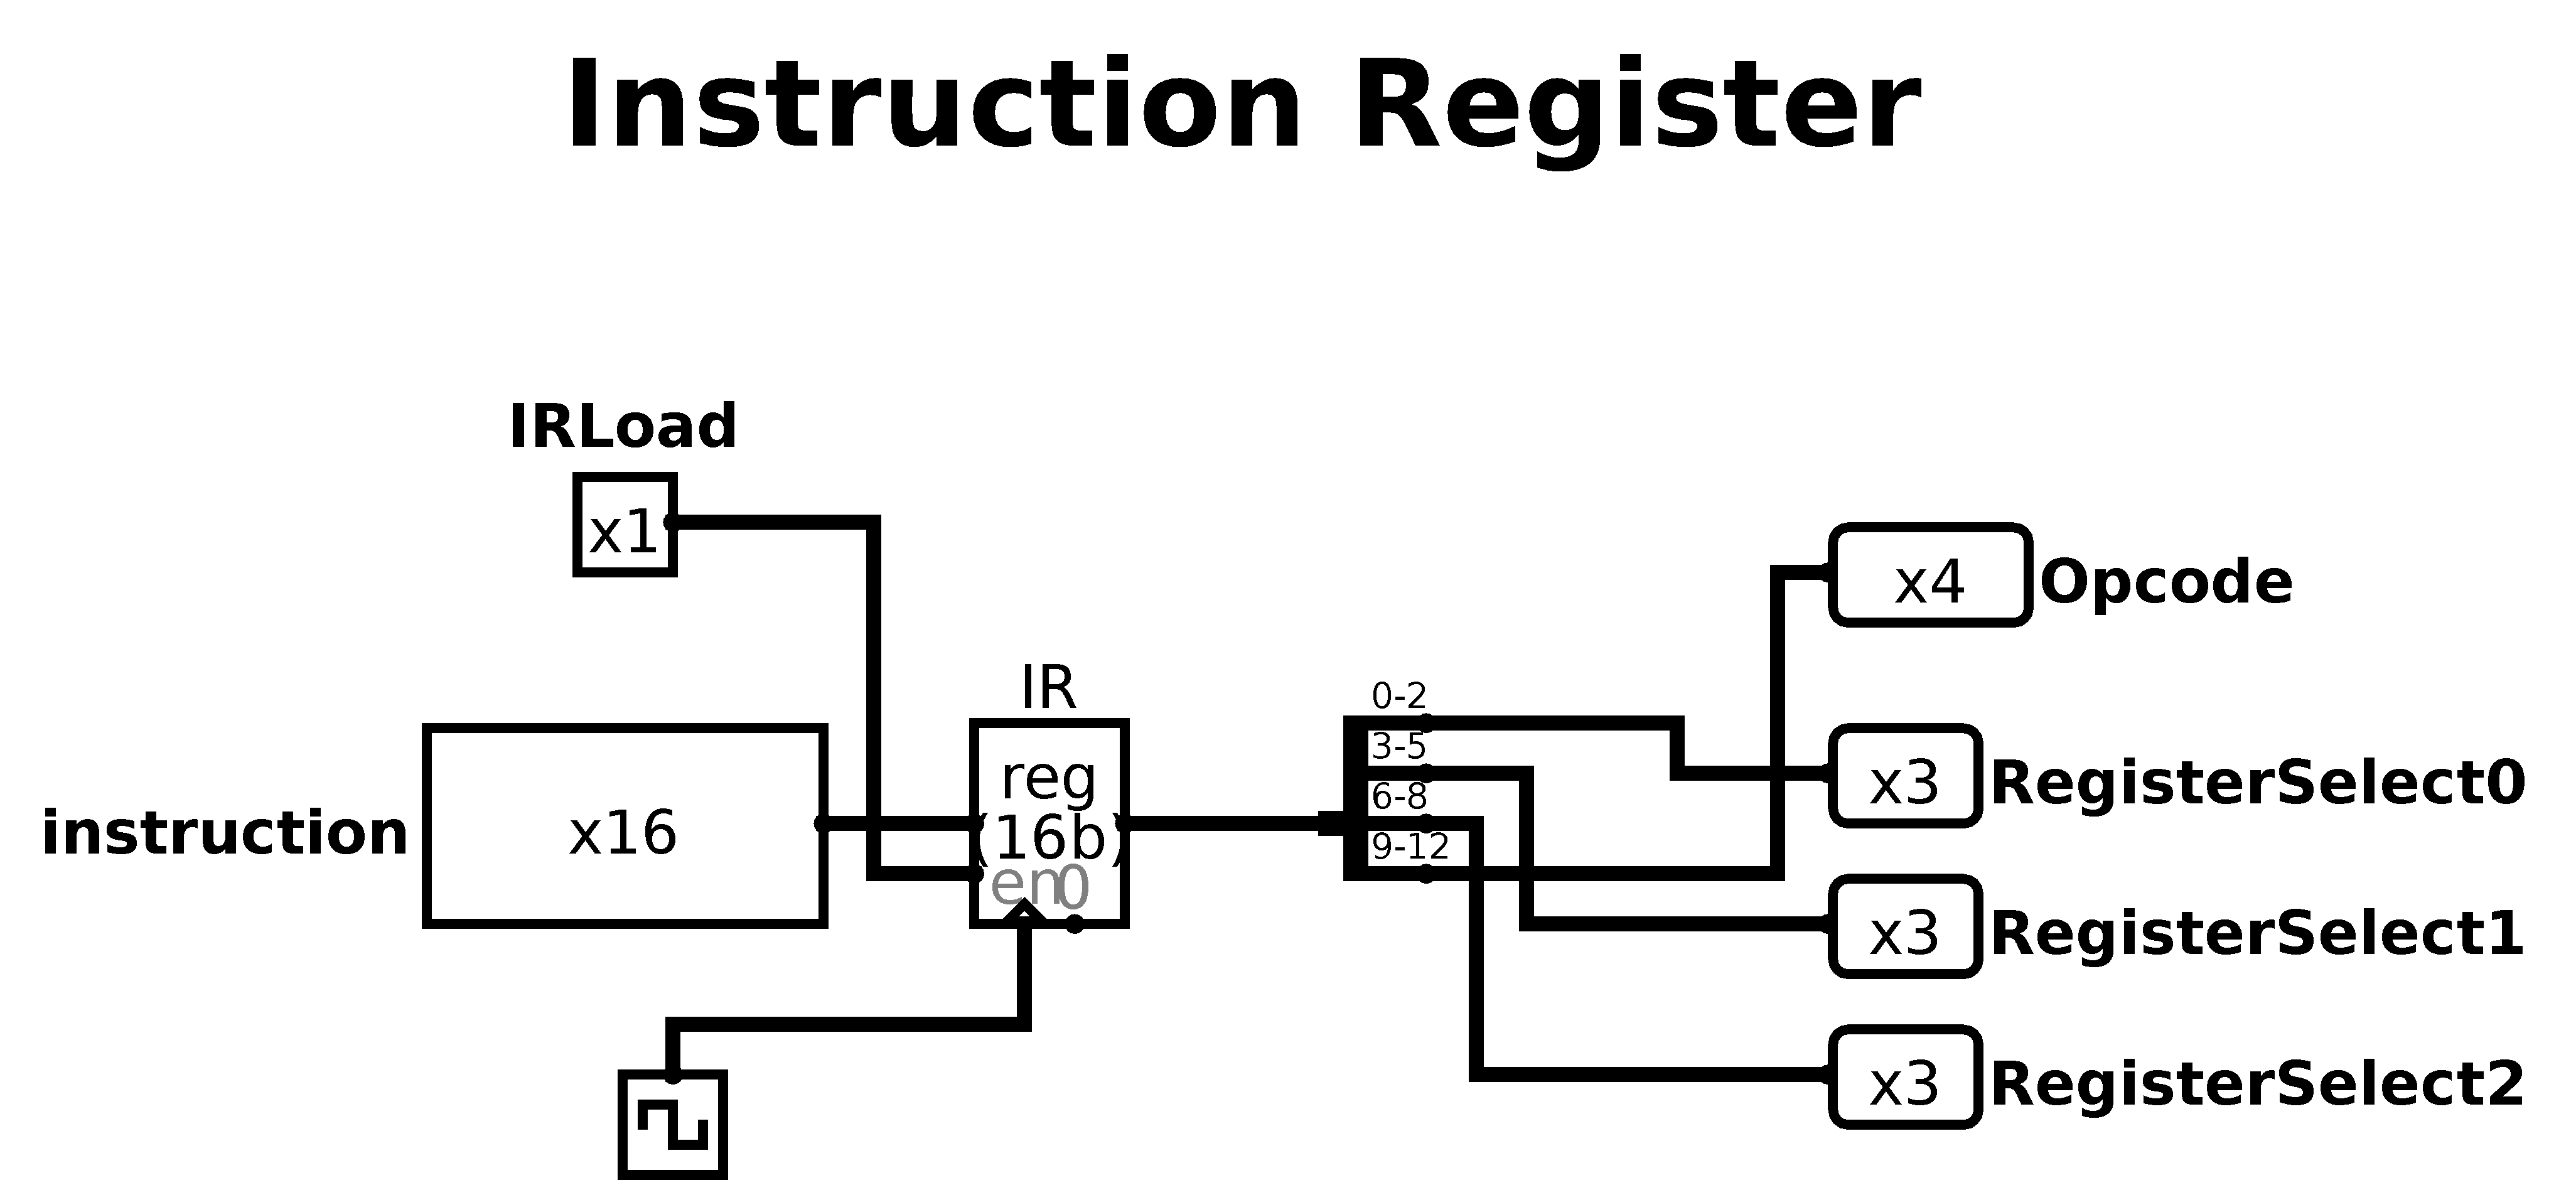 Instruction Register
IRLoad
x1
x4 Opcode
IR
0-2
3-5
6-8
9-12
reg
(16b)
en 0
instruction x16
x3 RegisterSelect0
x3 RegisterSelect1
x3 RegisterSelect2